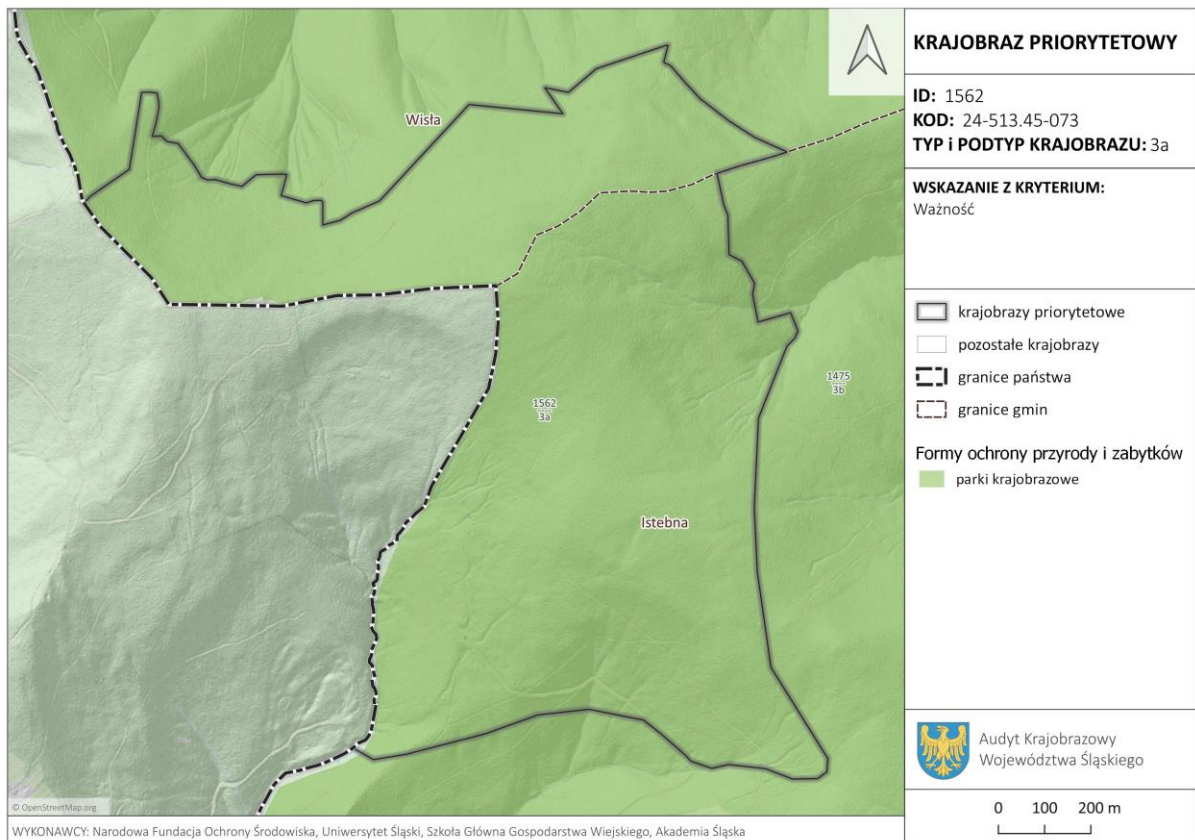 Wisła
1562
3a
1475
3b
Istebna
© OpenStreetMap.org
WYKONAWCY: Narodowa Fundacja Ochrony Środowiska, Uniwersytet Śląski, Szkoła Główna Gospodarstwa Wiejskiego, Akademia Śląska
KRAJOBRAZ PRIORYTETOWY
ID: 1562
KOD: 24-513.45-073
TYP i PODTYP KRAJOBRAZU: 3a
WSKAZANIE Z KRYTERIUM:
Ważność
krajobrazy priorytetowe
pozostałe krajobrazy
granice państwa
granice gmin
Formy ochrony przyrody i zabytków
parki krajobrazowe
Audyt Krajobrazowy
Województwa Śląskiego
0 100 200 m